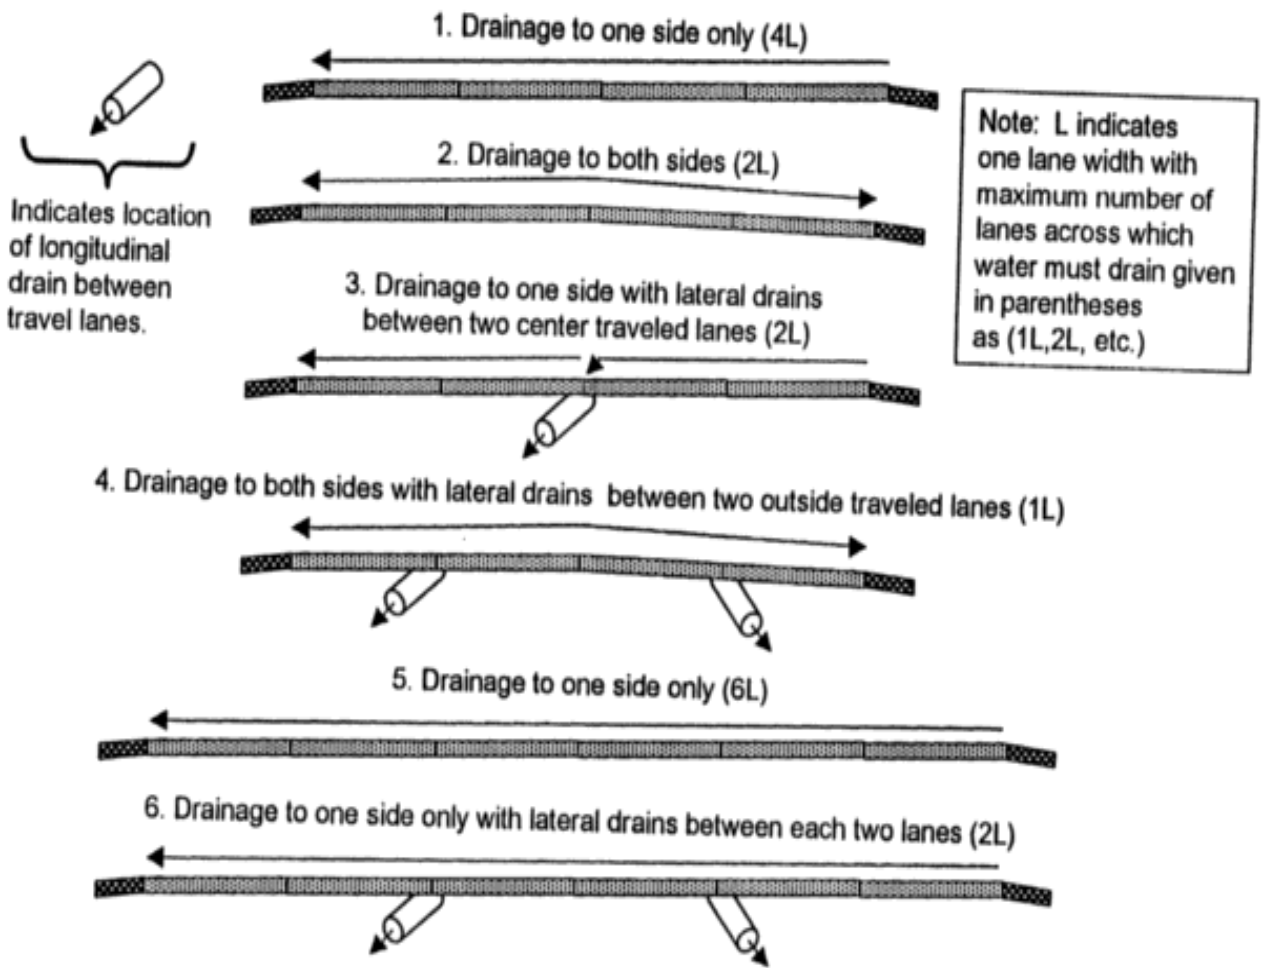 1. Drainage to one side only (4L)
2. Drainage to both sides (2L)
Indicates location
of longitudinal
drain between
travel lanes.
Note: L indicates
one lane width with
maximum number of
lanes across which
water must drain given
in parentheses
as (1L,2L, etc.)
3. Drainage to one side with lateral drains
between two center traveled lanes (2L)
4. Drainage to both sides with lateral drains between two outside traveled lanes (1L)
5. Drainage to one side only (6L)
6. Drainage to one side only with lateral drains between each two lanes (2L)